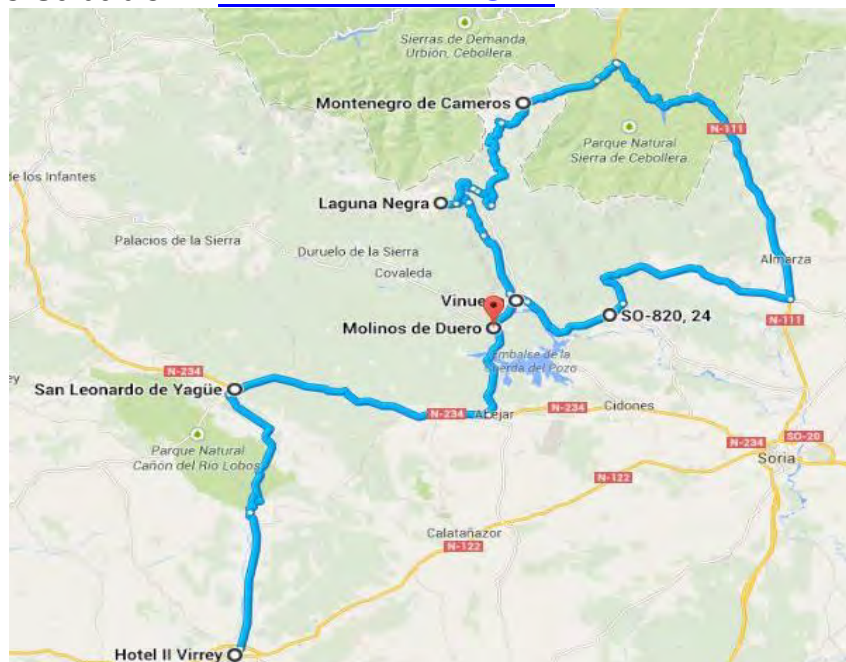 Sierras de Demanda,
Urbión, Cebollera
Montenegro de Cameros
N-111
Parque Natural
Sierra de Cebollera
de los Infantes
Laguna Negra
Palacios de la Sierra
Duruelo de la Sierra
Covaleda
Almarza
SO-820, 24
Molinos de Duero
N-111
Embalse de la
Cuerda del Pozo
N-234
San Leonardo de Yagüe
N-234
N-234
Cidones
Parque Natural
Cañón del Río Lobos
N-234
SO-20
Soria
N-122
Calatañazor
N-122
Hotel II Virrey